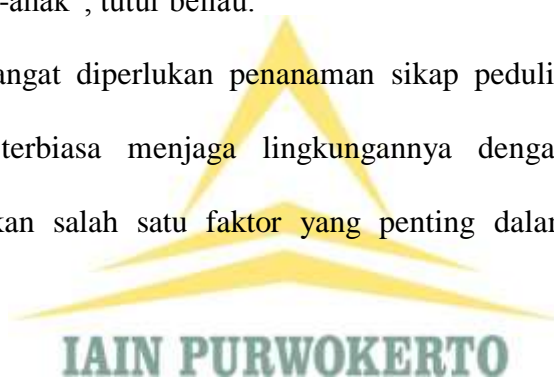 -anak", tutur beliau.
angat diperlukan penanaman sikap peduli
terbiasa menjaga lingkungannya denga
kan salah satu faktor yang penting dalar
IAIN PURWOKERTO